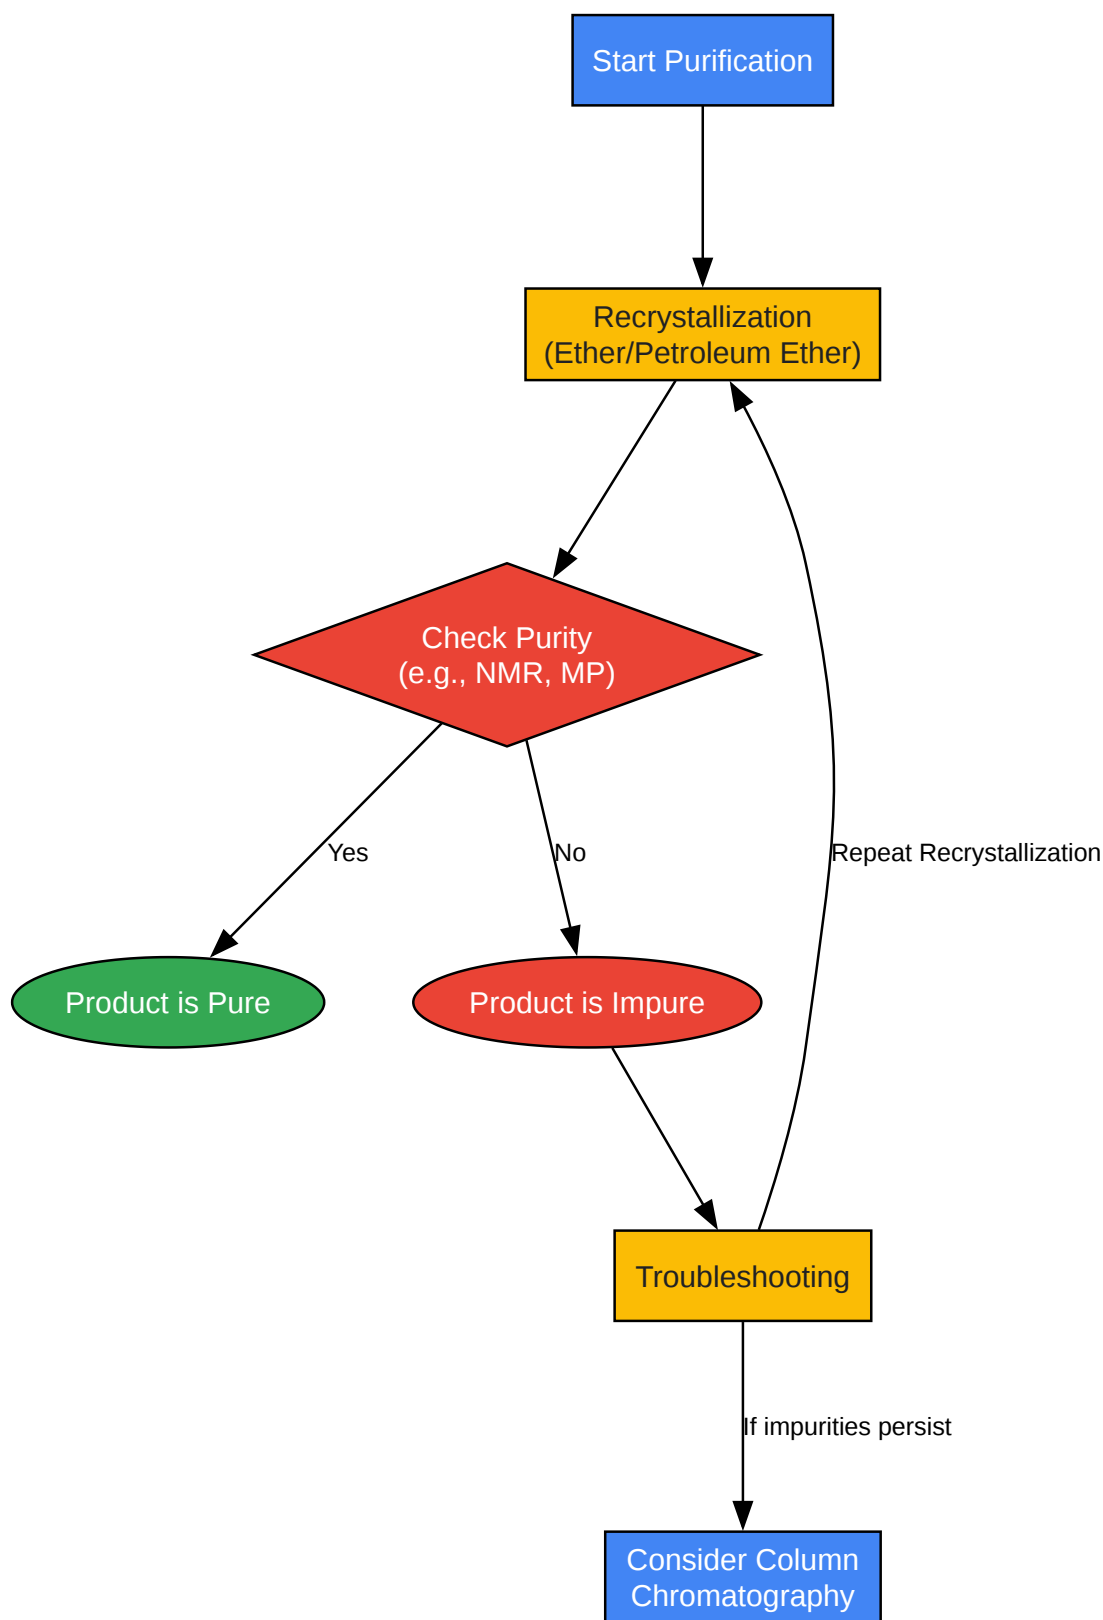 Start Purification
Recrystallization
(Ether/Petroleum Ether)
Check Purity
(e.g., NMR, MP)
Yes
No
Repeat Recrystallization
Product is Pure
Product is Impure
Troubleshooting
If impurities persist
Consider Column
Chromatography